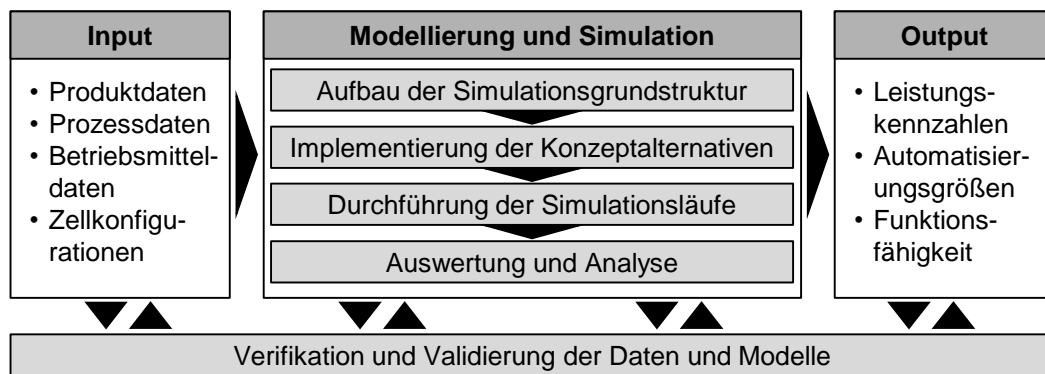 Input
• Produktdaten
• Prozessdaten
• Betriebsmittel-
daten
• Zellkonfigu-
rationen
Modellierung und Simulation
Aufbau der Simulationsgrundstruktur
Implementierung der Konzeptalternativen
Durchführung der Simulationsläufe
Auswertung und Analyse
Output
• Leistungs-
kennzahlen
• Automatisier-
ungsgrößen
• Funktions-
fähigkeit
Verifikation und Validierung der Daten und Modelle